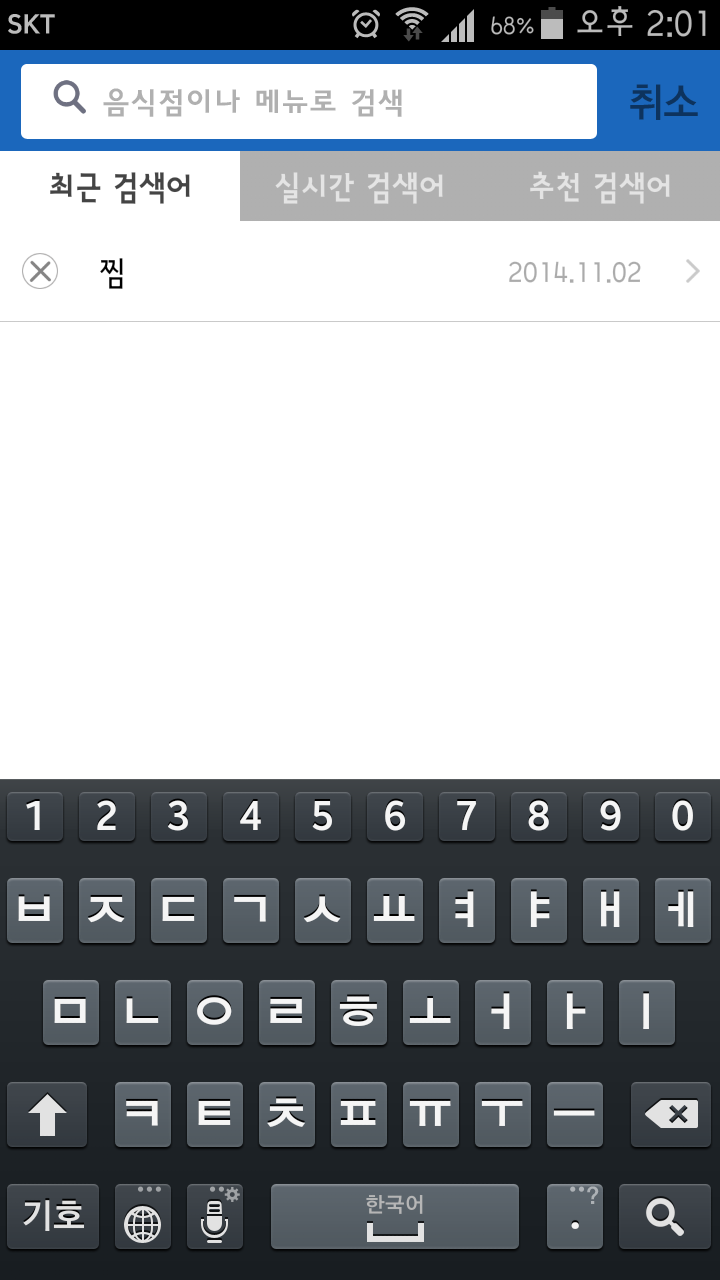 SKT 68% 오후 2:01
음식점이나 메뉴로 검색 취소
최근 검색어 실시간 검색어 추천 검색어
찜 2014.11.02
1 2 3 4 5 6 7 8 9 0
ㅂ ㅈ ㄷ ㄱ ㅅ ㅛ ㅕ ㅑ ㅐ ㅔ
ㅁ ㄴ ㅇ ㄹ ㅎ ㅗ ㅓ ㅏ ㅣ
ㅋ ㅌ ㅊ ㅍ ㅠ ㅜ ㅡ
기호 한국어 . ?